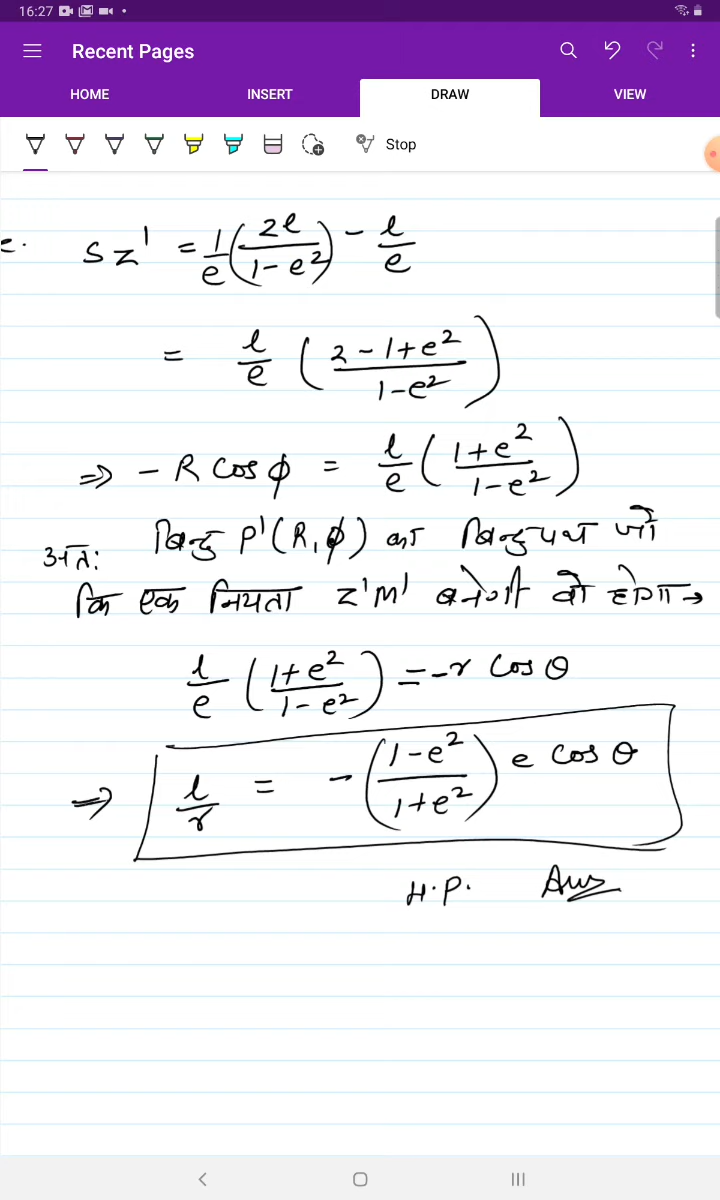 16:27
Recent Pages
HOME INSERT DRAW VIEW
Stop
e. SZ' = 1/e (2l/(1-e²)) - l/e
= l/e ((2-1+e²)/(1-e²))
⇒ -R cos ϕ = l/e ((1+e²)/(1-e²))
अतः बिन्दु P'(R,ϕ) का बिन्दुपथ जो
कि एक नियता Z'M' बनेगी वो होगा →
l/e ((1+e²)/(1-e²)) = -r cos θ
⇒ l/r = -((1-e²)/(1+e²)) e cos θ
H.P. Ans